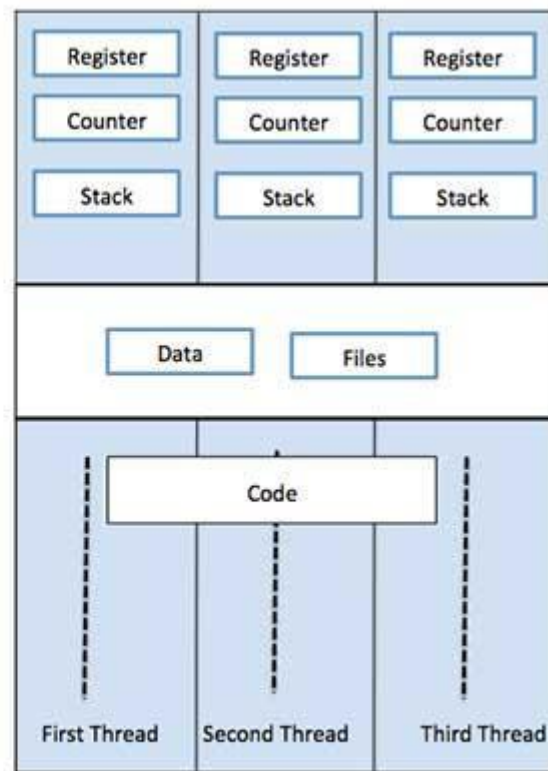 Register Register Register
Counter Counter Counter
Stack Stack Stack
Data Files
Code
First Thread Second Thread Third Thread